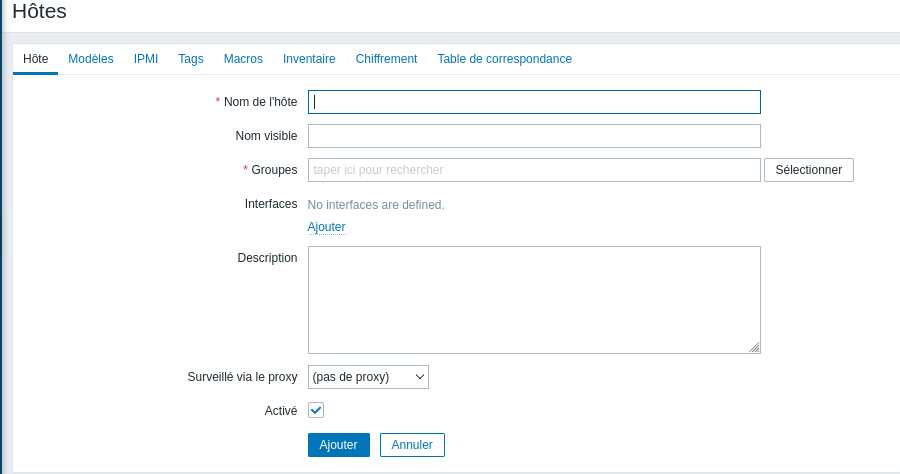 Hôtes
Hôte Modèles IPMI Tags Macros Inventaire Chiffrement Table de correspondance
* Nom de l'hôte
Nom visible
* Groupes taper ici pour rechercher Sélectionner
Interfaces No interfaces are defined.
Ajouter
Description
Surveillé via le proxy (pas de proxy)
Activé
Ajouter Annuler